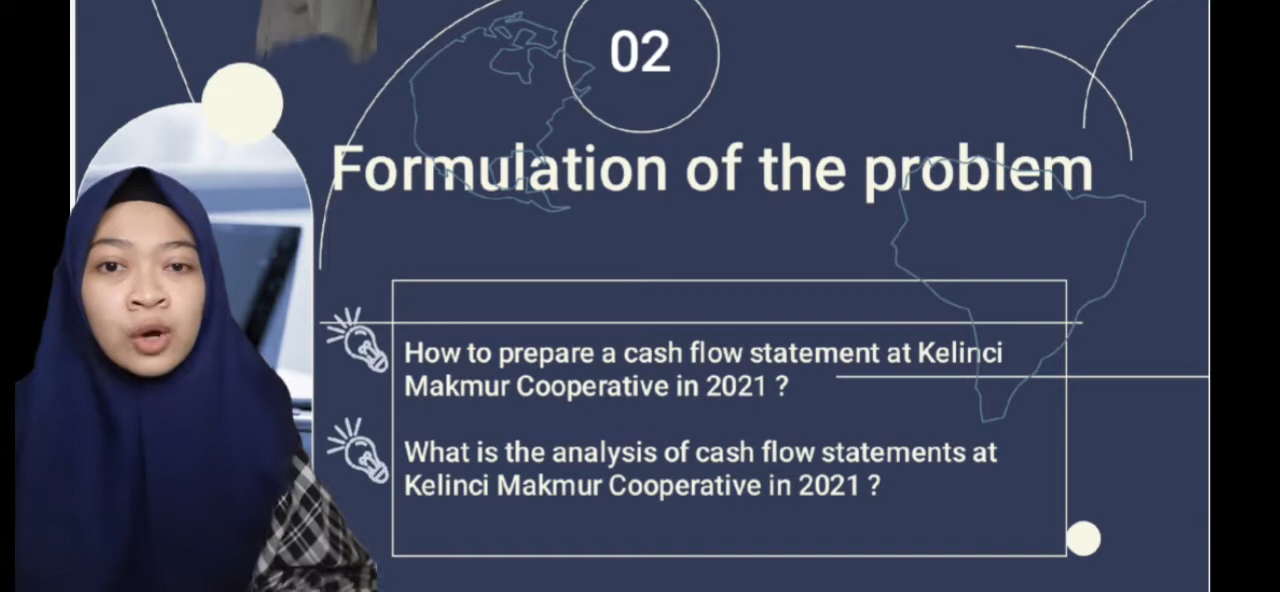 02
Formulation of the problem
How to prepare a cash flow statement at Kelinci
Makmur Cooperative in 2021 ?
What is the analysis of cash flow statements at
Kelinci Makmur Cooperative in 2021 ?